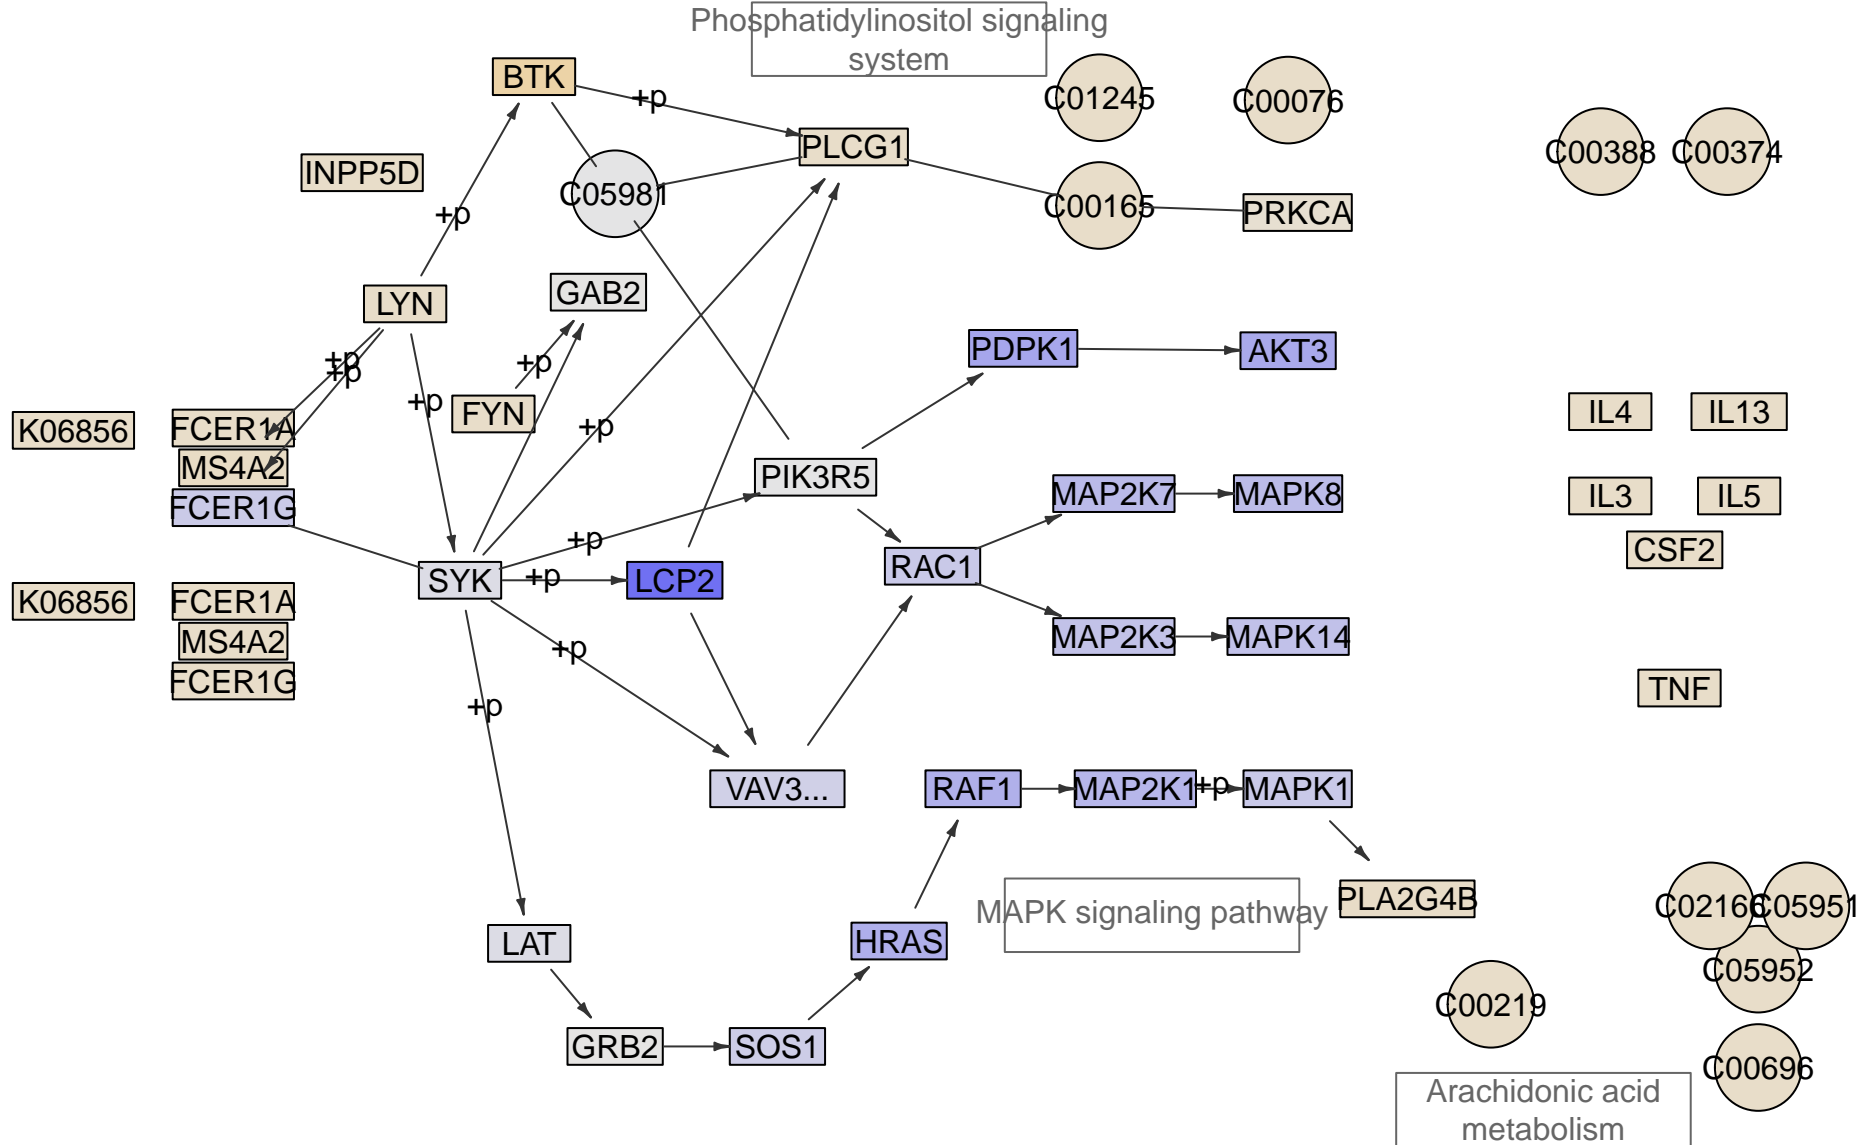 Phosphatidylinositol signaling
system
BTK
+p
C01245
C00076
PLCG1
C00388
C00374
INPP5D
C05981
C00165
PRKCA
+p
LYN
GAB2
PDPK1
AKT3
+p
+p
+p
+p
FYN
+p
K06856
FCER1A
IL4
IL13
MS4A2
PIK3R5
FCER1G
MAP2K7
MAPK8
IL3
IL5
+p
CSF2
SYK
+p
LCP2
RAC1
K06856
FCER1A
MS4A2
+p
MAP2K3
MAPK14
FCER1G
TNF
+p
VAV3...
RAF1
MAP2K1
+p
MAPK1
PLA2G4B
C02166
C05951
MAPK signaling pathway
LAT
HRAS
C05952
C00219
GRB2
SOS1
C00696
Arachidonic acid
metabolism